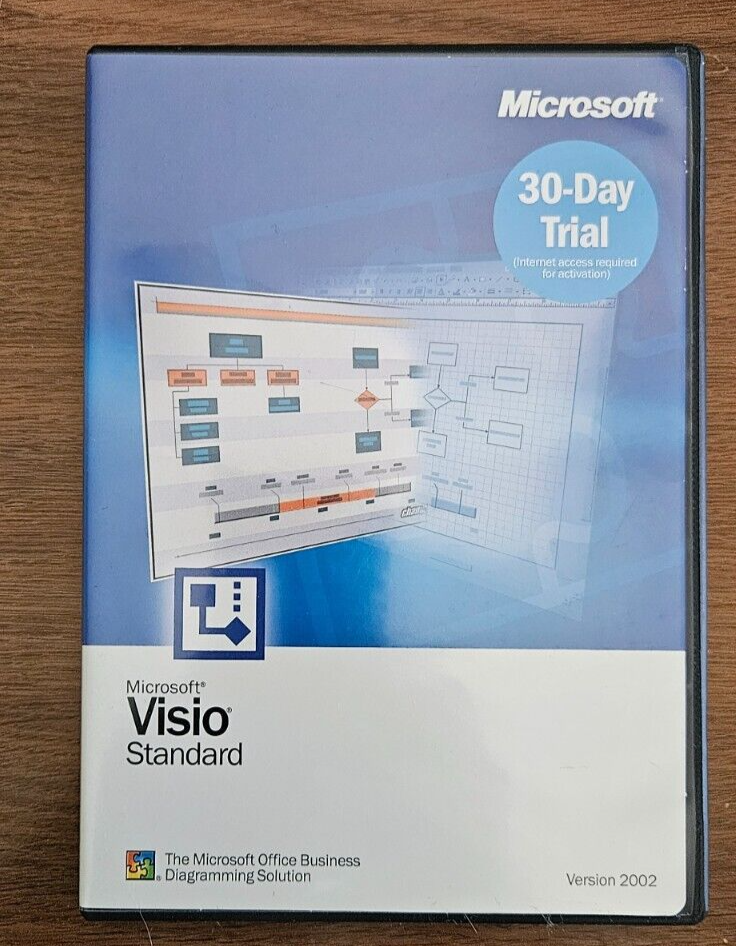 Microsoft
30-Day
Trial
(Internet access required
for activation)
Microsoft®
Visio®
Standard
The Microsoft Office Business
Diagramming Solution
Version 2002